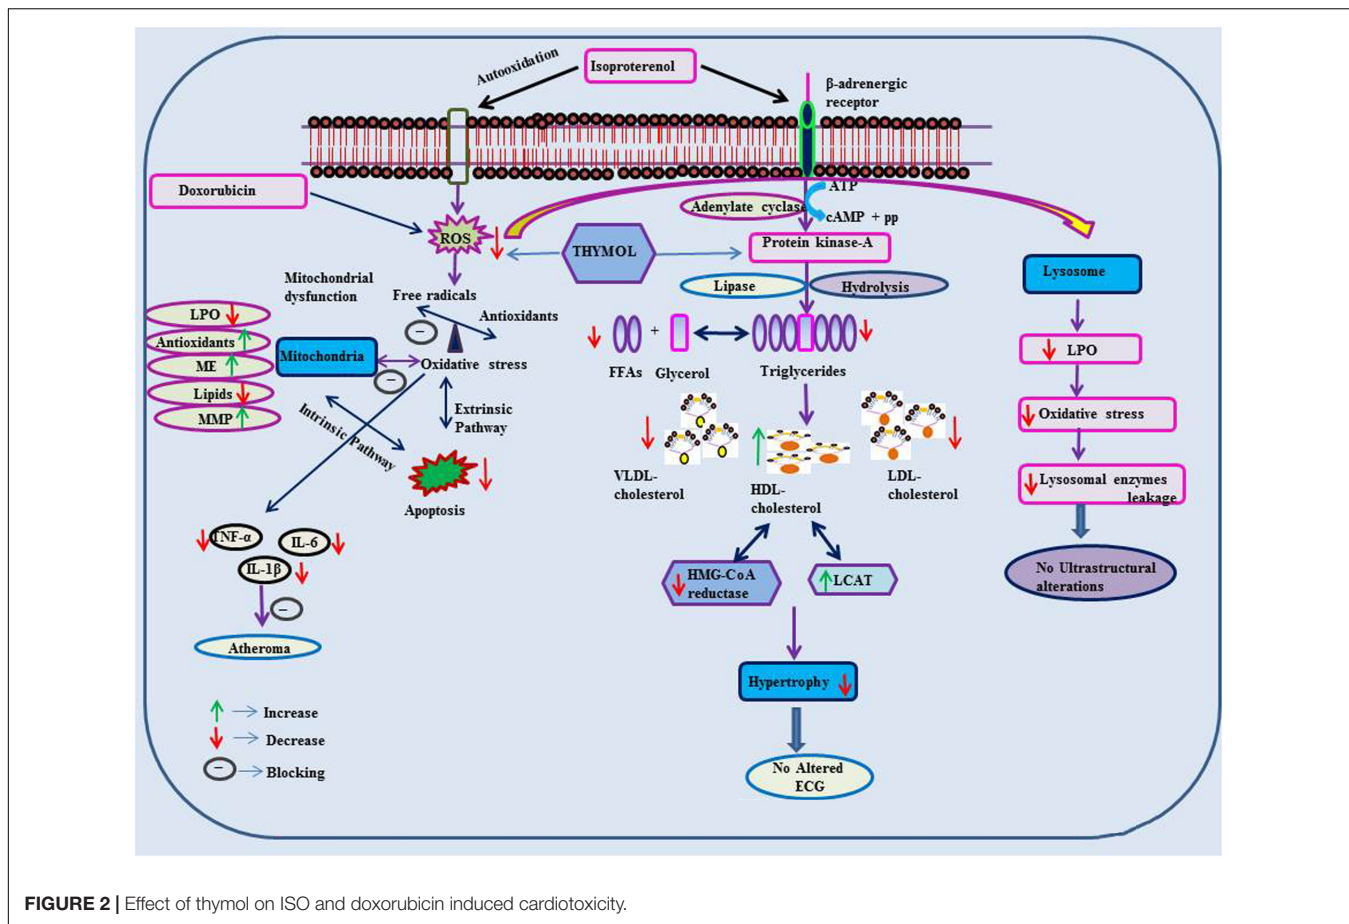 Autooxidation
Isoproterenol
β-adrenergic
receptor
Doxorubicin
ATP
Adenylate cyclase
cAMP + pp
ROS
THYMOL
Protein kinase-A
Lysosome
Mitochondrial
dysfunction
Free radicals
Lipase
Hydrolysis
LPO
Antioxidants
ME
Lipids
MMP
Mitochondria
−
Antioxidants
Oxidative stress
−
+
FFAs
Glycerol
Triglycerides
LPO
Intrinsic Pathway
Extrinsic
Pathway
Oxidative stress
VLDL-
cholesterol
HDL-
cholesterol
LDL-
cholesterol
Lysosomal enzymes
leakage
Apoptosis
TNF-α
IL-6
IL-1β
−
HMG-CoA
reductase
LCAT
No Ultrastructural
alterations
Atheroma
Hypertrophy
Increase
Decrease
−
Blocking
No Altered
ECG
FIGURE 2 | Effect of thymol on ISO and doxorubicin induced cardiotoxicity.